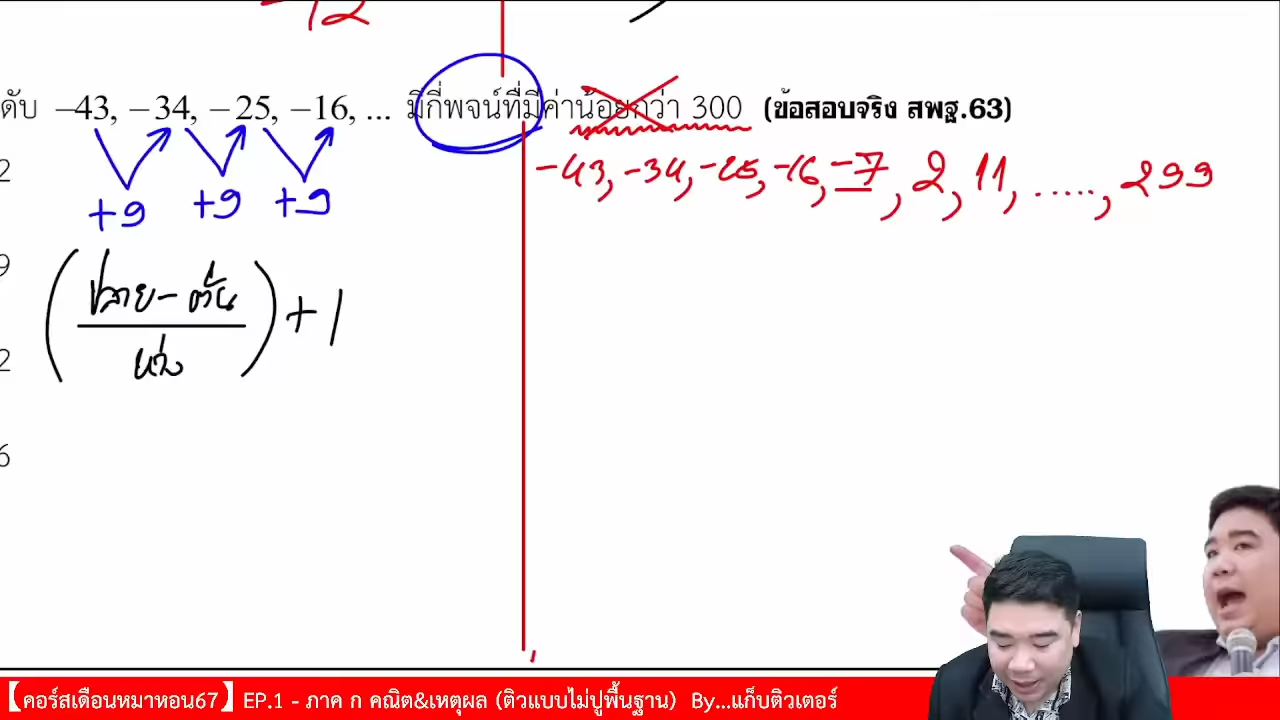 -12
ดับ −43, −34, −25, −16, ... มีกี่พจน์ที่มีค่าน้อยกว่า 300 (ข้อสอบจริง สพฐ.63)
2
-43, -34, -25, -16, -7, 2, 11, ....., 299
+9 +9 +9
9
(ปลาย - ต้น
ห่าง) + 1
2
6
【คอร์สเดือนหมาหอน67】EP.1 - ภาค ก คณิต&เหตุผล (ติวแบบไม่ปูพื้นฐาน) By...แก็บติวเตอร์